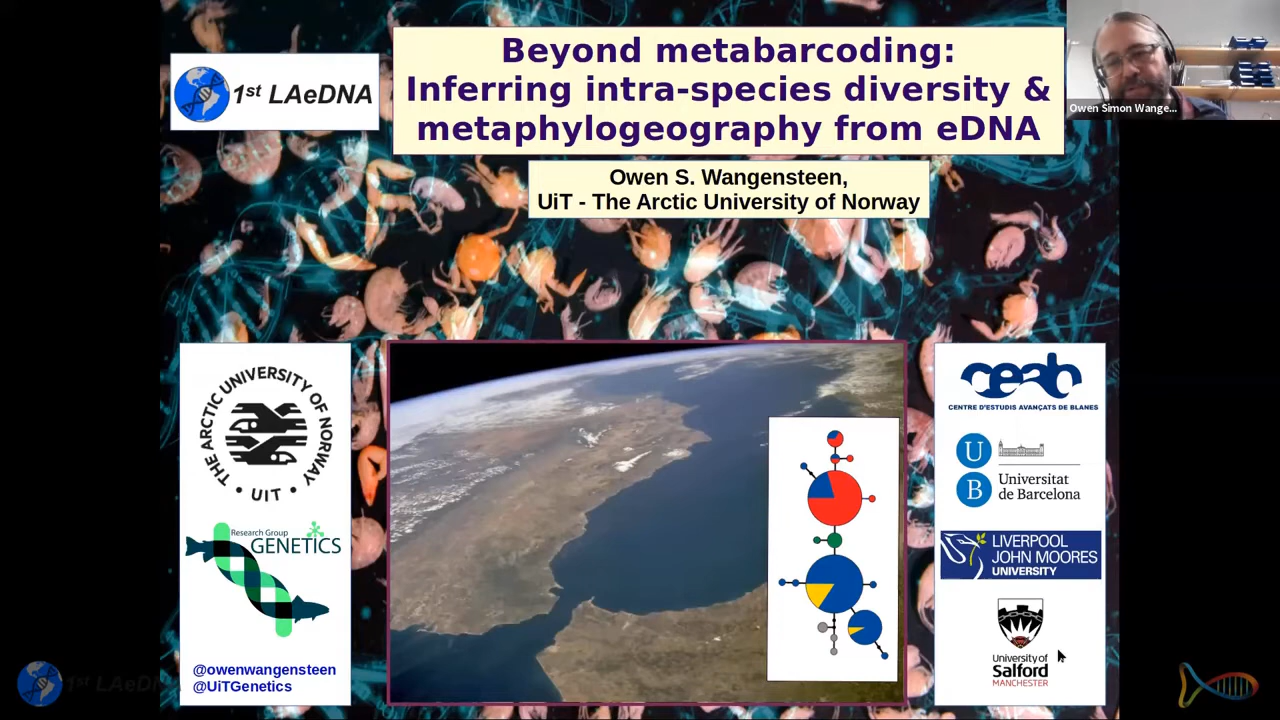 Beyond metabarcoding:
Inferring intra-species diversity &
metaphylogeography from eDNA
1st LAeDNA
Owen Simon Wange...
Owen S. Wangensteen,
UiT - The Arctic University of Norway
THE ARCTIC UNIVERSITY OF NORWAY
• UIT •
Research Group
GENETICS
@owenwangensteen
@UiTGenetics
ceab
CENTRE D'ESTUDIS AVANÇATS DE BLANES
U
B
Universitat
de Barcelona
LIVERPOOL
JOHN MOORES
UNIVERSITY
University of
Salford
MANCHESTER
1st LAeDNA